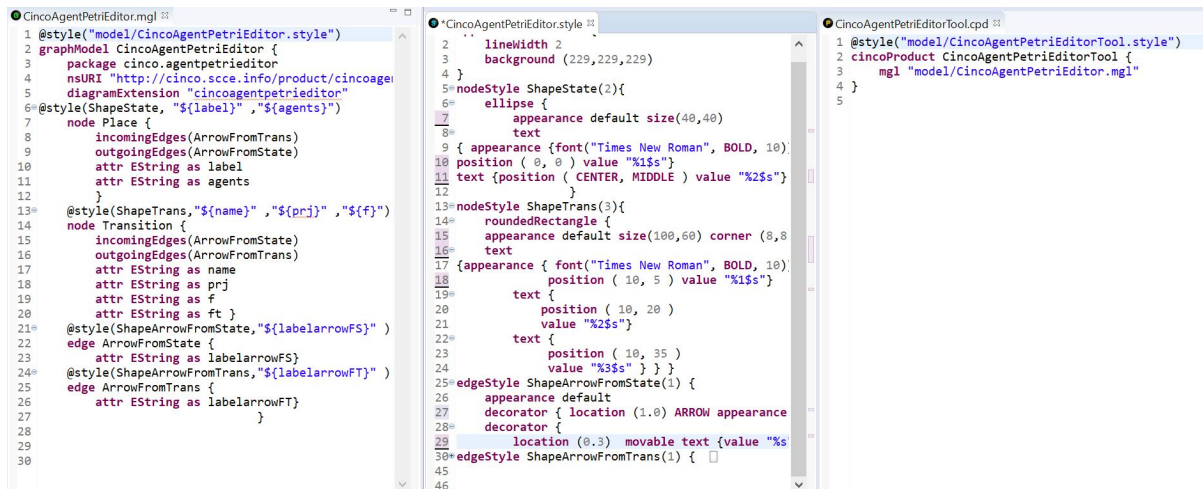 CincoAgentPetriEditor.mgl
1 @style("model/CincoAgentPetriEditor.style")
2 graphModel CincoAgentPetriEditor {
3 package cinco.agentpetrieditor
4 nsURI "http://cinco.scce.info/product/cincoager
5 diagramExtension "cincoagentpetrieditor"
6 @style(ShapeState, "${label}" ,"${agents}")
7 node Place {
8 incomingEdges(ArrowFromTrans)
9 outgoingEdges(ArrowFromState)
10 attr EString as label
11 attr EString as agents
12 }
13 @style(ShapeTrans,"${name}" ,"${prj}" ,"${f}")
14 node Transition {
15 incomingEdges(ArrowFromState)
16 outgoingEdges(ArrowFromTrans)
17 attr EString as name
18 attr EString as prj
19 attr EString as f
20 attr EString as ft }
21 @style(ShapeArrowFromState,"${labelarrowFS}" )
22 edge ArrowFromState {
23 attr EString as labelarrowFS}
24 @style(ShapeArrowFromTrans,"${labelarrowFT}" )
25 edge ArrowFromTrans {
26 attr EString as labelarrowFT}
27 }
28
29
30
*CincoAgentPetriEditor.style
2 lineWidth 2
3 background (229,229,229)
4 }
5 nodeStyle ShapeState(2){
6 ellipse {
7 appearance default size(40,40)
8 text
9 { appearance {font("Times New Roman", BOLD, 10)}
10 position ( 0, 0 ) value "%1$s"}
11 text {position ( CENTER, MIDDLE ) value "%2$s"}
12 }
13 nodeStyle ShapeTrans(3){
14 roundedRectangle {
15 appearance default size(100,60) corner (8,8
16 text
17 {appearance { font("Times New Roman", BOLD, 10)}
18 position ( 10, 5 ) value "%1$s"}
19 text {
20 position ( 10, 20 )
21 value "%2$s"}
22 text {
23 position ( 10, 35 )
24 value "%3$s" } } }
25 edgeStyle ShapeArrowFromState(1) {
26 appearance default
27 decorator { location (1.0) ARROW appearance
28 decorator {
29 location (0.3) movable text {value "%s"
30 edgeStyle ShapeArrowFromTrans(1) {
45
46
CincoAgentPetriEditorTool.cpd
1 @style("model/CincoAgentPetriEditorTool.style")
2 cincoProduct CincoAgentPetriEditorTool {
3 mgl "model/CincoAgentPetriEditor.mgl"
4 }
5